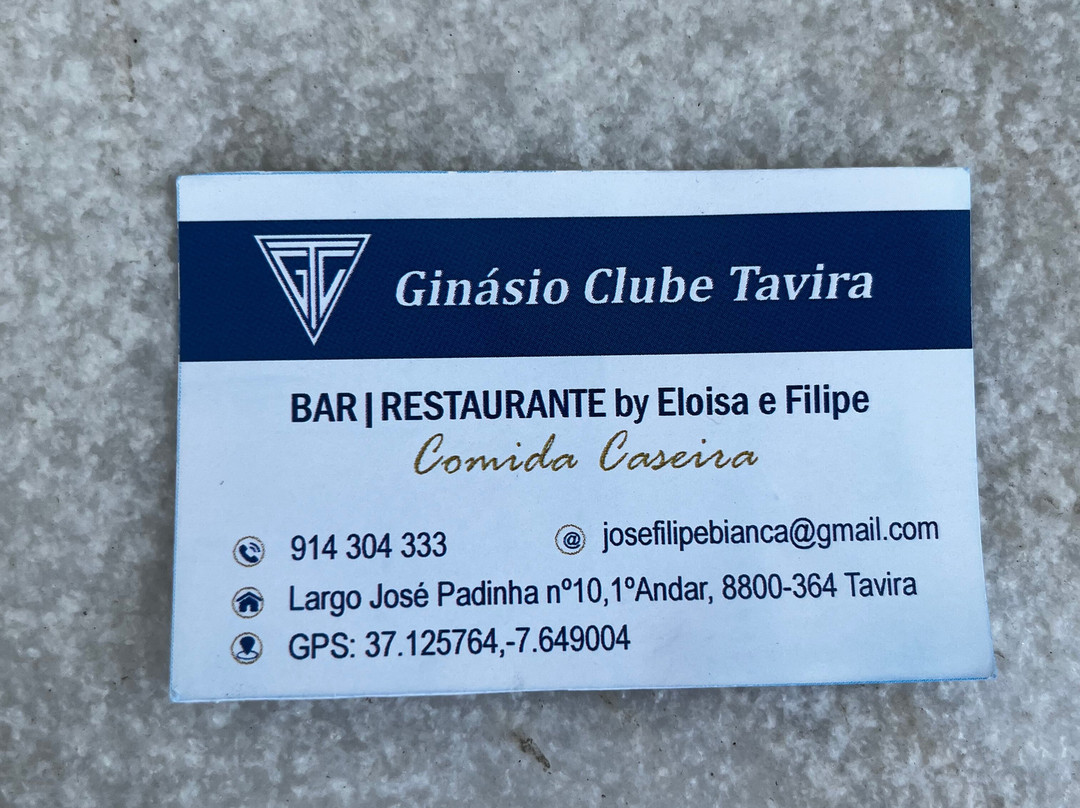 GTC
Ginásio Clube Tavira
BAR|RESTAURANTE by Eloisa e Filipe
Comida Caseira
914 304 333
@ josefilipebianca@gmail.com
Largo José Padinha nº10,1ºAndar, 8800-364 Tavira
GPS: 37.125764,-7.649004